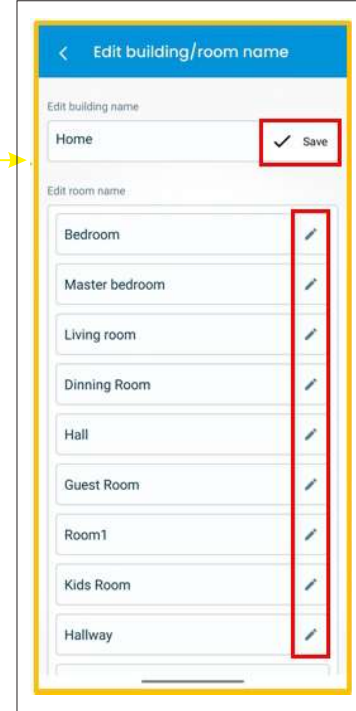 Edit building/room name
Edit building name
Home
Save
Edit room name
Bedroom
Master bedroom
Living room
Dinning Room
Hall
Guest Room
Room1
Kids Room
Hallway